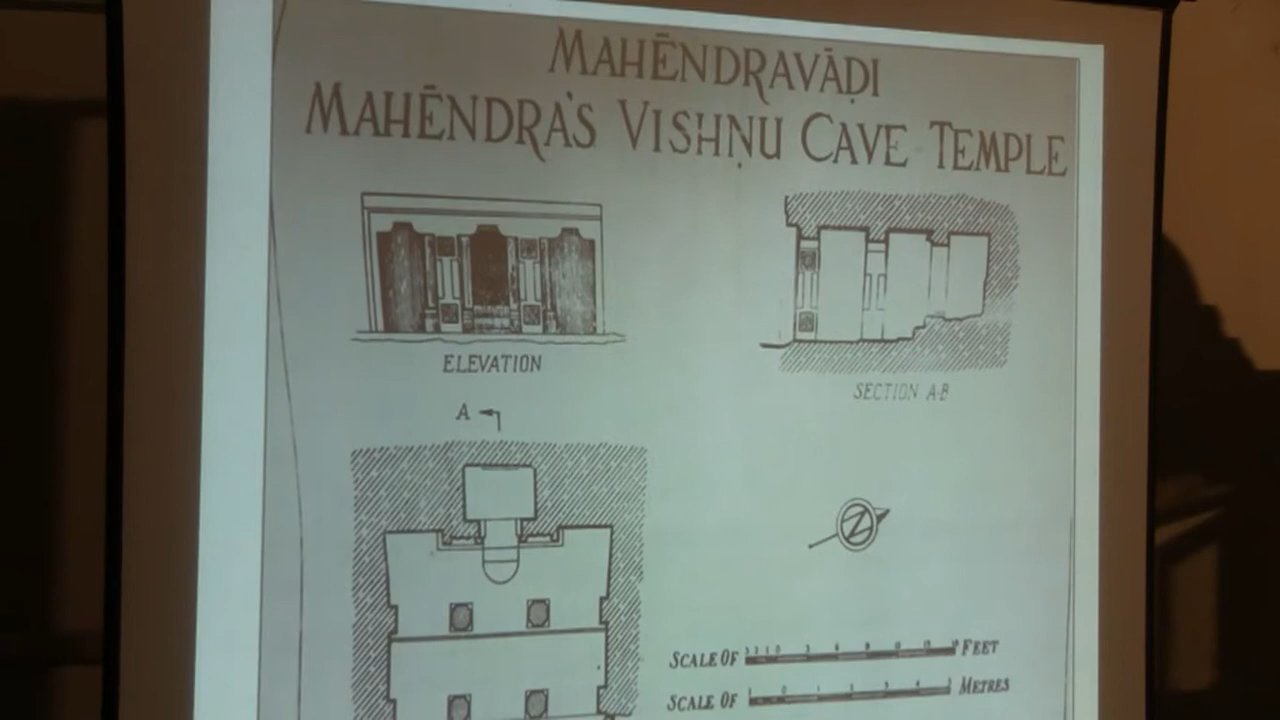 MAHĒNDRAVĀḌI
MAHĒNDRA'S VISHṆU CAVE TEMPLE
ELEVATION
SECTION A-B
A
Z
SCALE OF FEET
SCALE OF METRES